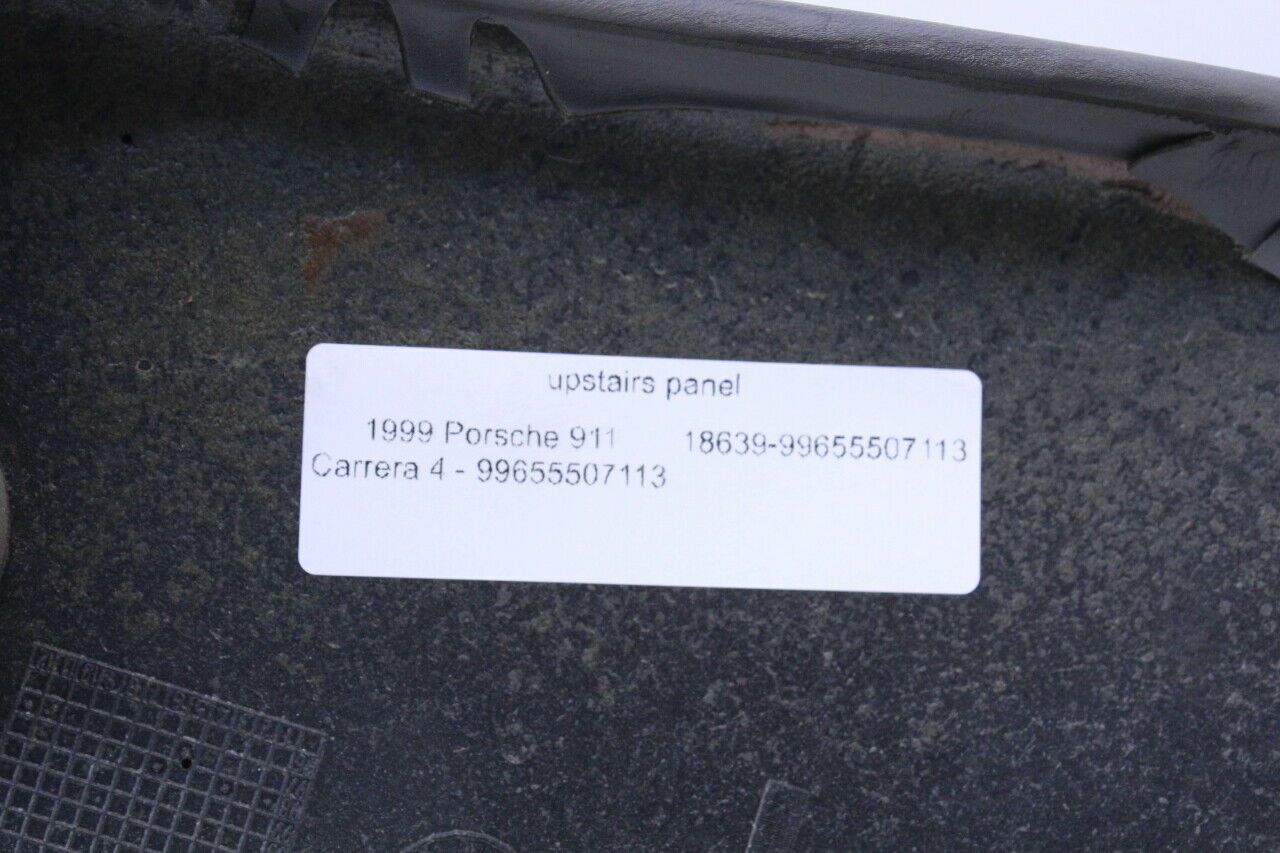 upstairs panel
1999 Porsche 911
Carrera 4 - 99655507113
18639-99655507113